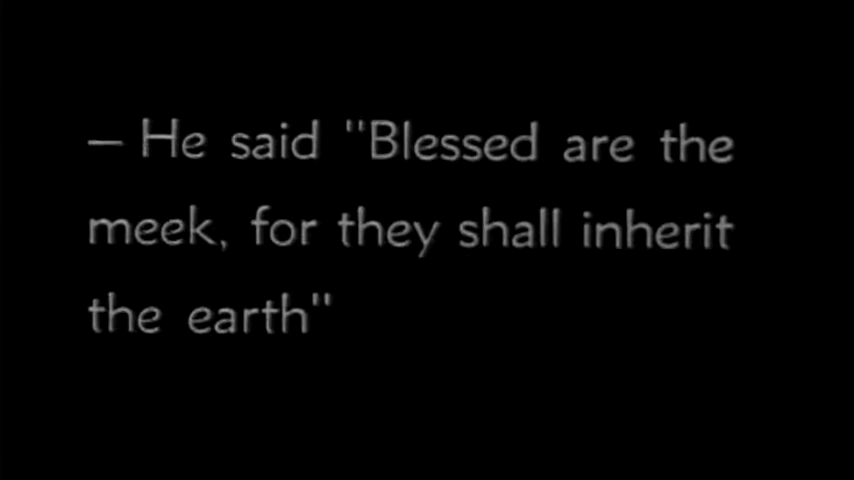 — He said "Blessed are the
meek, for they shall inherit
the earth"